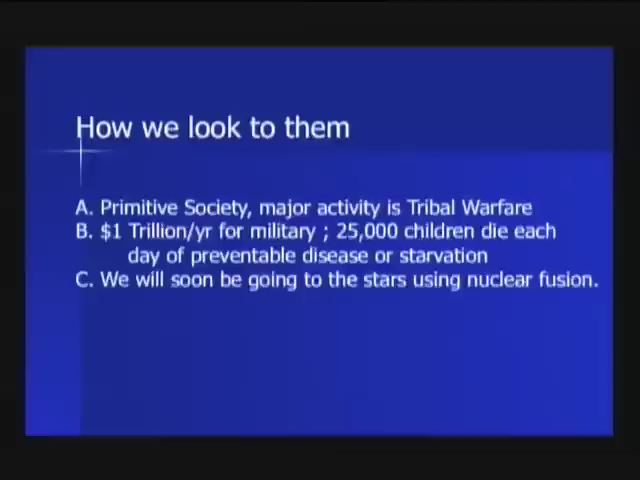 How we look to them
A. Primitive Society, major activity is Tribal Warfare
B. $1 Trillion/yr for military ; 25,000 children die each
day of preventable disease or starvation
C. We will soon be going to the stars using nuclear fusion.